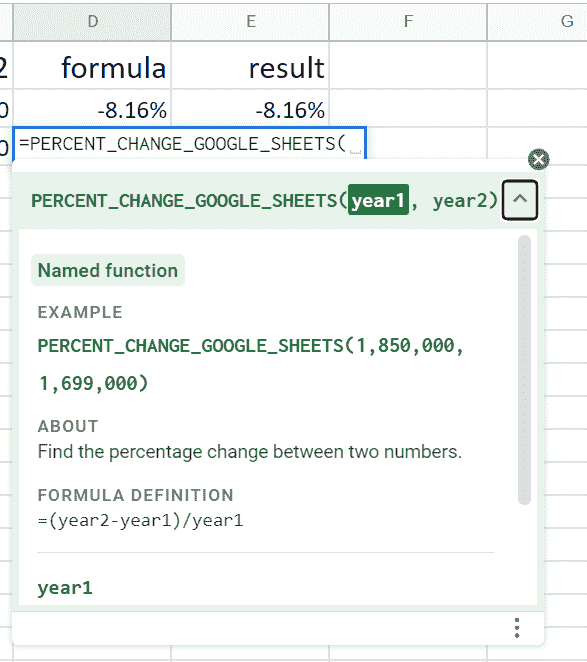 D E F G
2 formula result
0 -8.16% -8.16%
0 =PERCENT_CHANGE_GOOGLE_SHEETS(
PERCENT_CHANGE_GOOGLE_SHEETS(year1, year2)
Named function
EXAMPLE
PERCENT_CHANGE_GOOGLE_SHEETS(1,850,000,
1,699,000)
ABOUT
Find the percentage change between two numbers.
FORMULA DEFINITION
=(year2-year1)/year1
year1